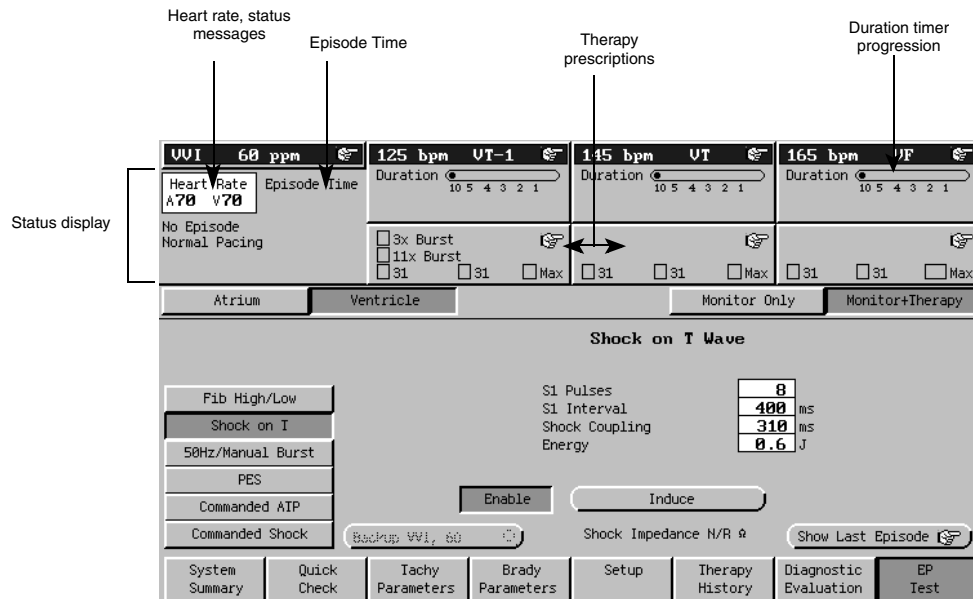 Heart rate, status
messages
Episode Time
Therapy
prescriptions
Duration timer
progression
Status display
VVI 60 ppm
125 bpm VT-1
145 bpm VT
165 bpm VF
Heart Rate
A70 V70
Episode Time
No Episode
Normal Pacing
Duration
10 5 4 3 2 1
Duration
10 5 4 3 2 1
Duration
10 5 4 3 2 1
3x Burst
11x Burst
31 31 Max
31 31 Max
31 31 Max
Atrium
Ventricle
Monitor Only
Monitor+Therapy
Shock on T Wave
Fib High/Low
Shock on T
50Hz/Manual Burst
PES
Commanded ATP
Commanded Shock
S1 Pulses 8
S1 Interval 400 ms
Shock Coupling 310 ms
Energy 0.6 J
Enable
Induce
Backup VVI, 60
Shock Impedance N/R Ω
Show Last Episode
System
Summary
Quick
Check
Tachy
Parameters
Brady
Parameters
Setup
Therapy
History
Diagnostic
Evaluation
EP
Test